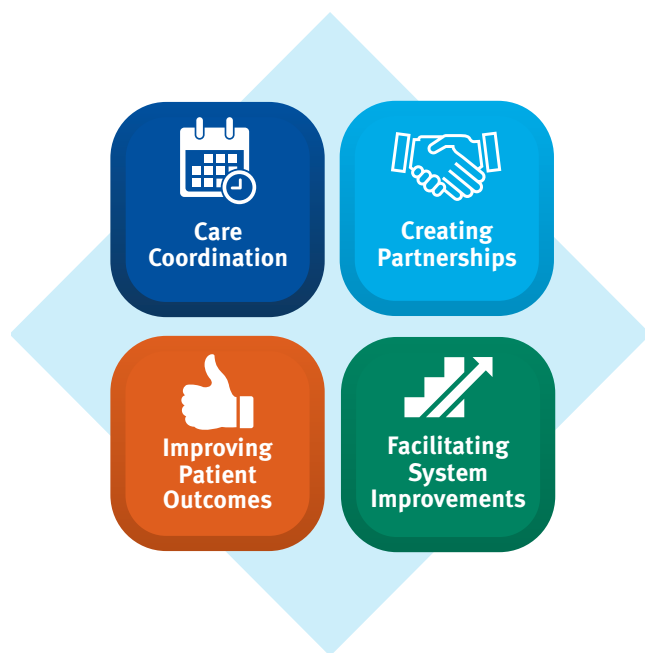 Care
Coordination
Creating
Partnerships
Improving
Patient
Outcomes
Facilitating
System
Improvements